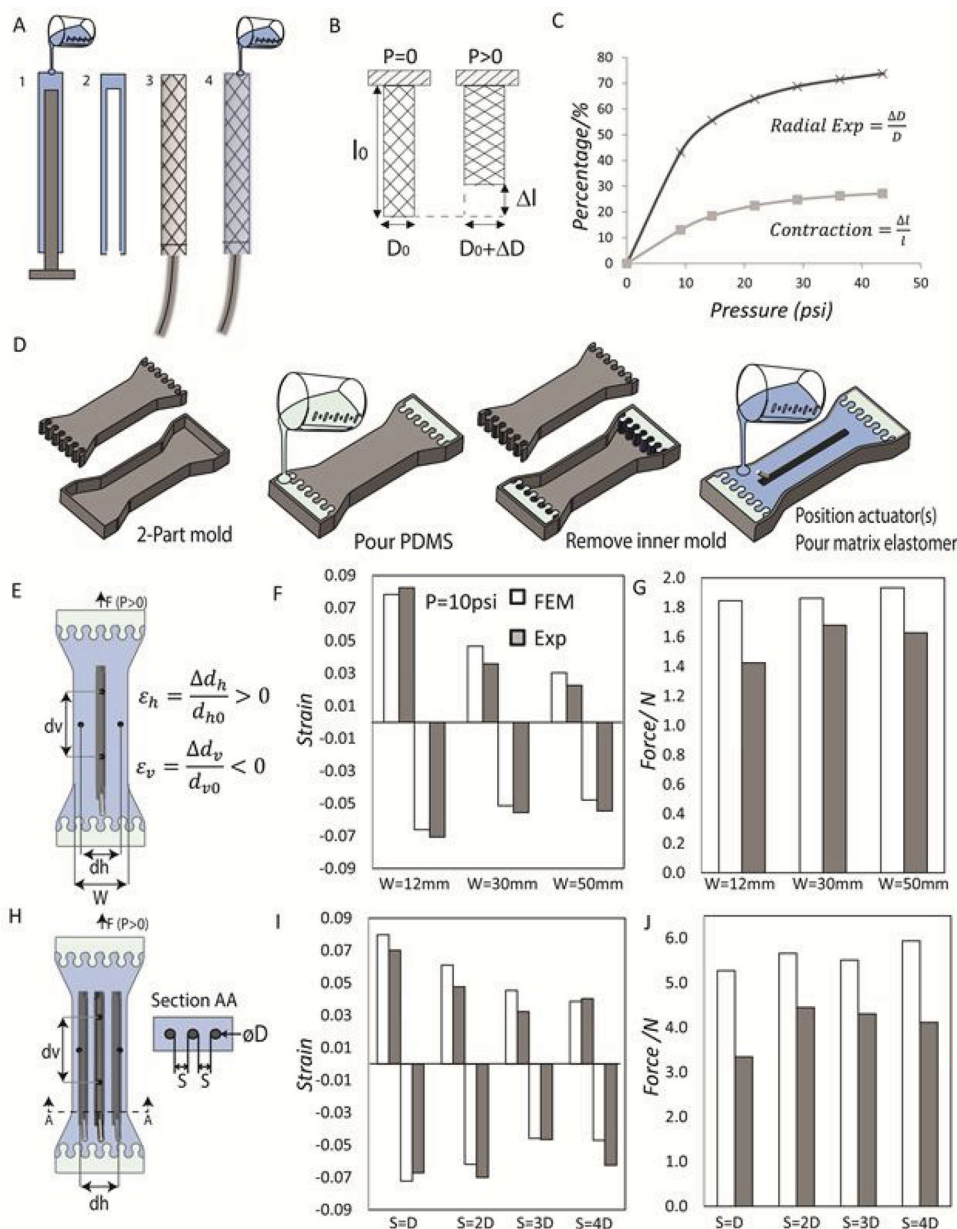 A
1
2
3
4
B
P=0
P>0
l₀
Δl
D₀
D₀+ΔD
C
Percentage/%
80
70
60
50
40
30
20
10
0
Radial Exp = ΔD/D
Contraction = Δl/l
0 10 20 30 40 50
Pressure (psi)
D
2-Part mold
Pour PDMS
Remove inner mold
Position actuator(s)
Pour matrix elastomer
E
F (P>0)
dv
dh
W
εₕ = Δdₕ/dₕ₀ > 0
εᵥ = Δdᵥ/dᵥ₀ < 0
F
Strain
0.09
0.07
0.05
0.03
0.01
-0.01
-0.03
-0.05
-0.07
-0.09
P=10psi
FEM
Exp
W=12mm W=30mm W=50mm
G
Force/ N
2.0
1.8
1.6
1.4
1.2
1.0
0.8
0.6
0.4
0.2
0.0
W=12mm W=30mm W=50mm
H
F (P>0)
dv
A
A
dh
Section AA
øD
S S
I
Strain
0.09
0.07
0.05
0.03
0.01
-0.01
-0.03
-0.05
-0.07
-0.09
S=D S=2D S=3D S=4D
J
Force /N
6.0
5.0
4.0
3.0
2.0
1.0
0.0
S=D S=2D S=3D S=4D